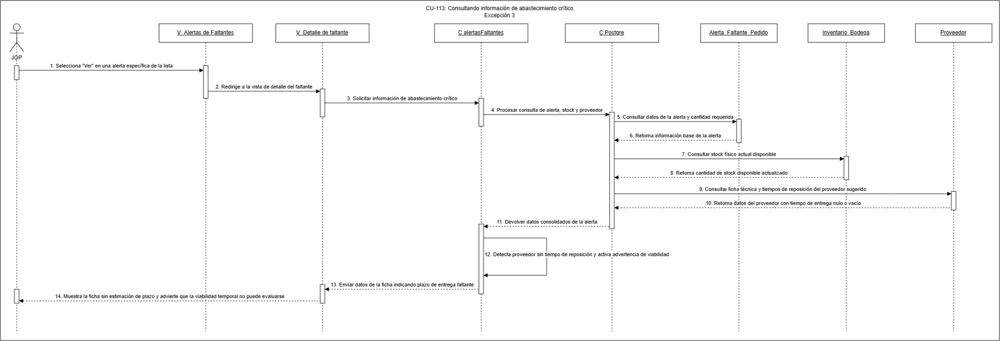 CU-113: Consultando información de abastecimiento crítico
Excepción 3
JOP
V_Alertas de Faltantes
V_Detalle de faltante
C alertasFaltantes
C Postgre
Alerta_Faltante_Pedido
Inventario_Bodega
Proveedor
1. Selecciona "Ver" en una alerta específica de la lista
2. Redirige a la vista de detalle del faltante
3. Solicitar información de abastecimiento crítico
4. Procesar consulta de alerta, stock y proveedor
5. Consultar datos de la alerta y cantidad requerida
6. Retorna información base de la alerta
7. Consultar stock físico actual disponible
8. Retorna cantidad de stock disponible actualizado
9. Consultar ficha técnica y tiempos de reposición del proveedor sugerido
10. Retorna datos del proveedor con tiempo de entrega nulo o vacío
11. Devolver datos consolidados de la alerta
12. Detecta proveedor sin tiempo de reposición y activa advertencia de viabilidad
13. Enviar datos de la ficha indicando plazo de entrega faltante
14. Muestra la ficha sin estimación de plazo y advierte que la viabilidad temporal no puede evaluarse